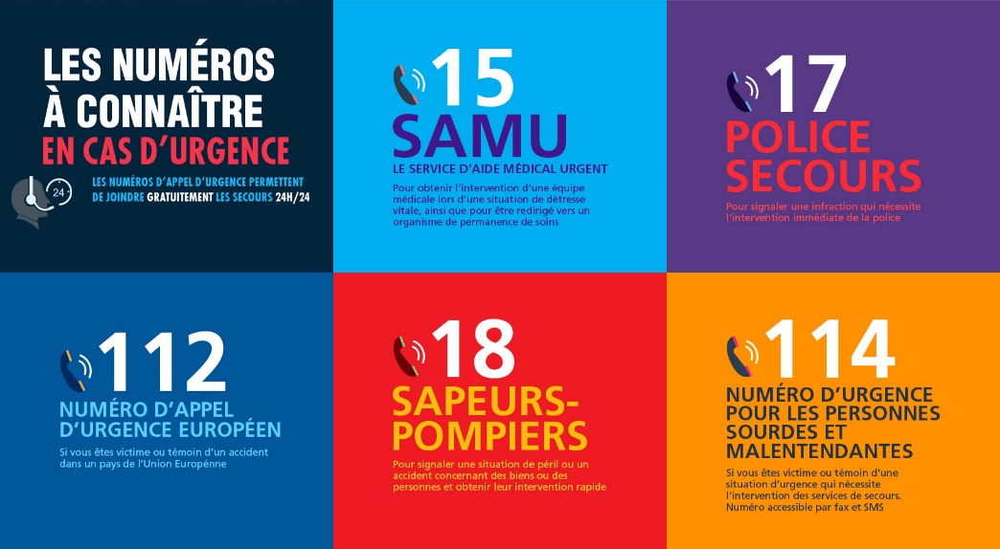 LES NUMÉROS
À CONNAÎTRE
EN CAS D'URGENCE
24
LES NUMÉROS D'APPEL D'URGENCE PERMETTENT
DE JOINDRE GRATUITEMENT LES SECOURS 24H/24
15
SAMU
LE SERVICE D'AIDE MÉDICAL URGENT
Pour obtenir l'intervention d'une équipe
médicale lors d'une situation de détresse
vitale, ainsi que pour être redirigé vers un
organisme de permanence de soins
17
POLICE
SECOURS
Pour signaler une infraction qui nécessite
l'intervention immédiate de la police
112
NUMÉRO D'APPEL
D'URGENCE EUROPÉEN
Si vous êtes victime ou témoin d'un accident
dans un pays de l'Union Europénne
18
SAPEURS-
POMPIERS
Pour signaler une situation de péril ou un
accident concernant des biens ou des
personnes et obtenir leur intervention rapide
114
NUMÉRO D'URGENCE
POUR LES PERSONNES
SOURDES ET
MALENTENDANTES
Si vous êtes victime ou témoin d'une
situation d'urgence qui nécessite
l'intervention des services de secours.
Numéro accessible par fax et SMS